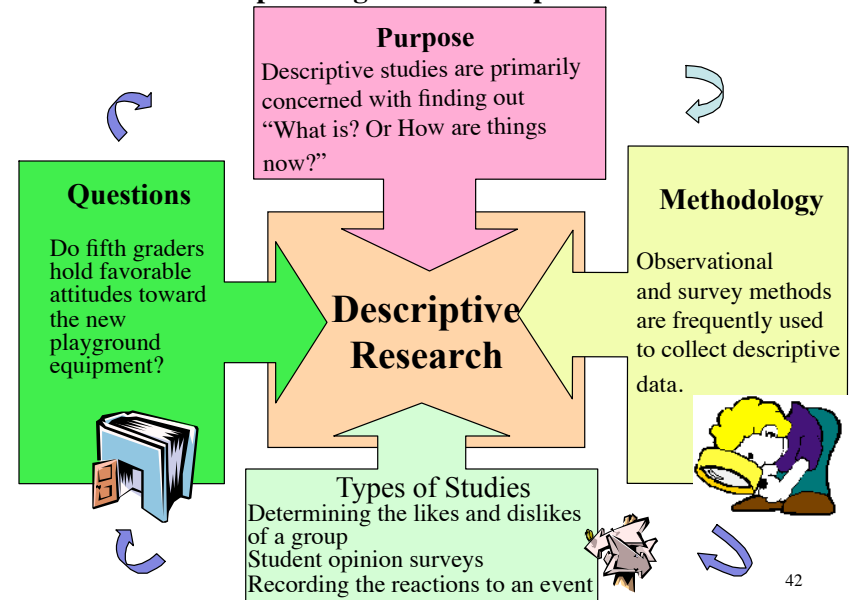 Purpose
Descriptive studies are primarily
concerned with finding out
“What is? Or How are things
now?”
Questions
Do fifth graders
hold favorable
attitudes toward
the new
playground
equipment?
Descriptive
Research
Methodology
Observational
and survey methods
are frequently used
to collect descriptive
data.
Types of Studies
Determining the likes and dislikes
of a group
Student opinion surveys
Recording the reactions to an event
42